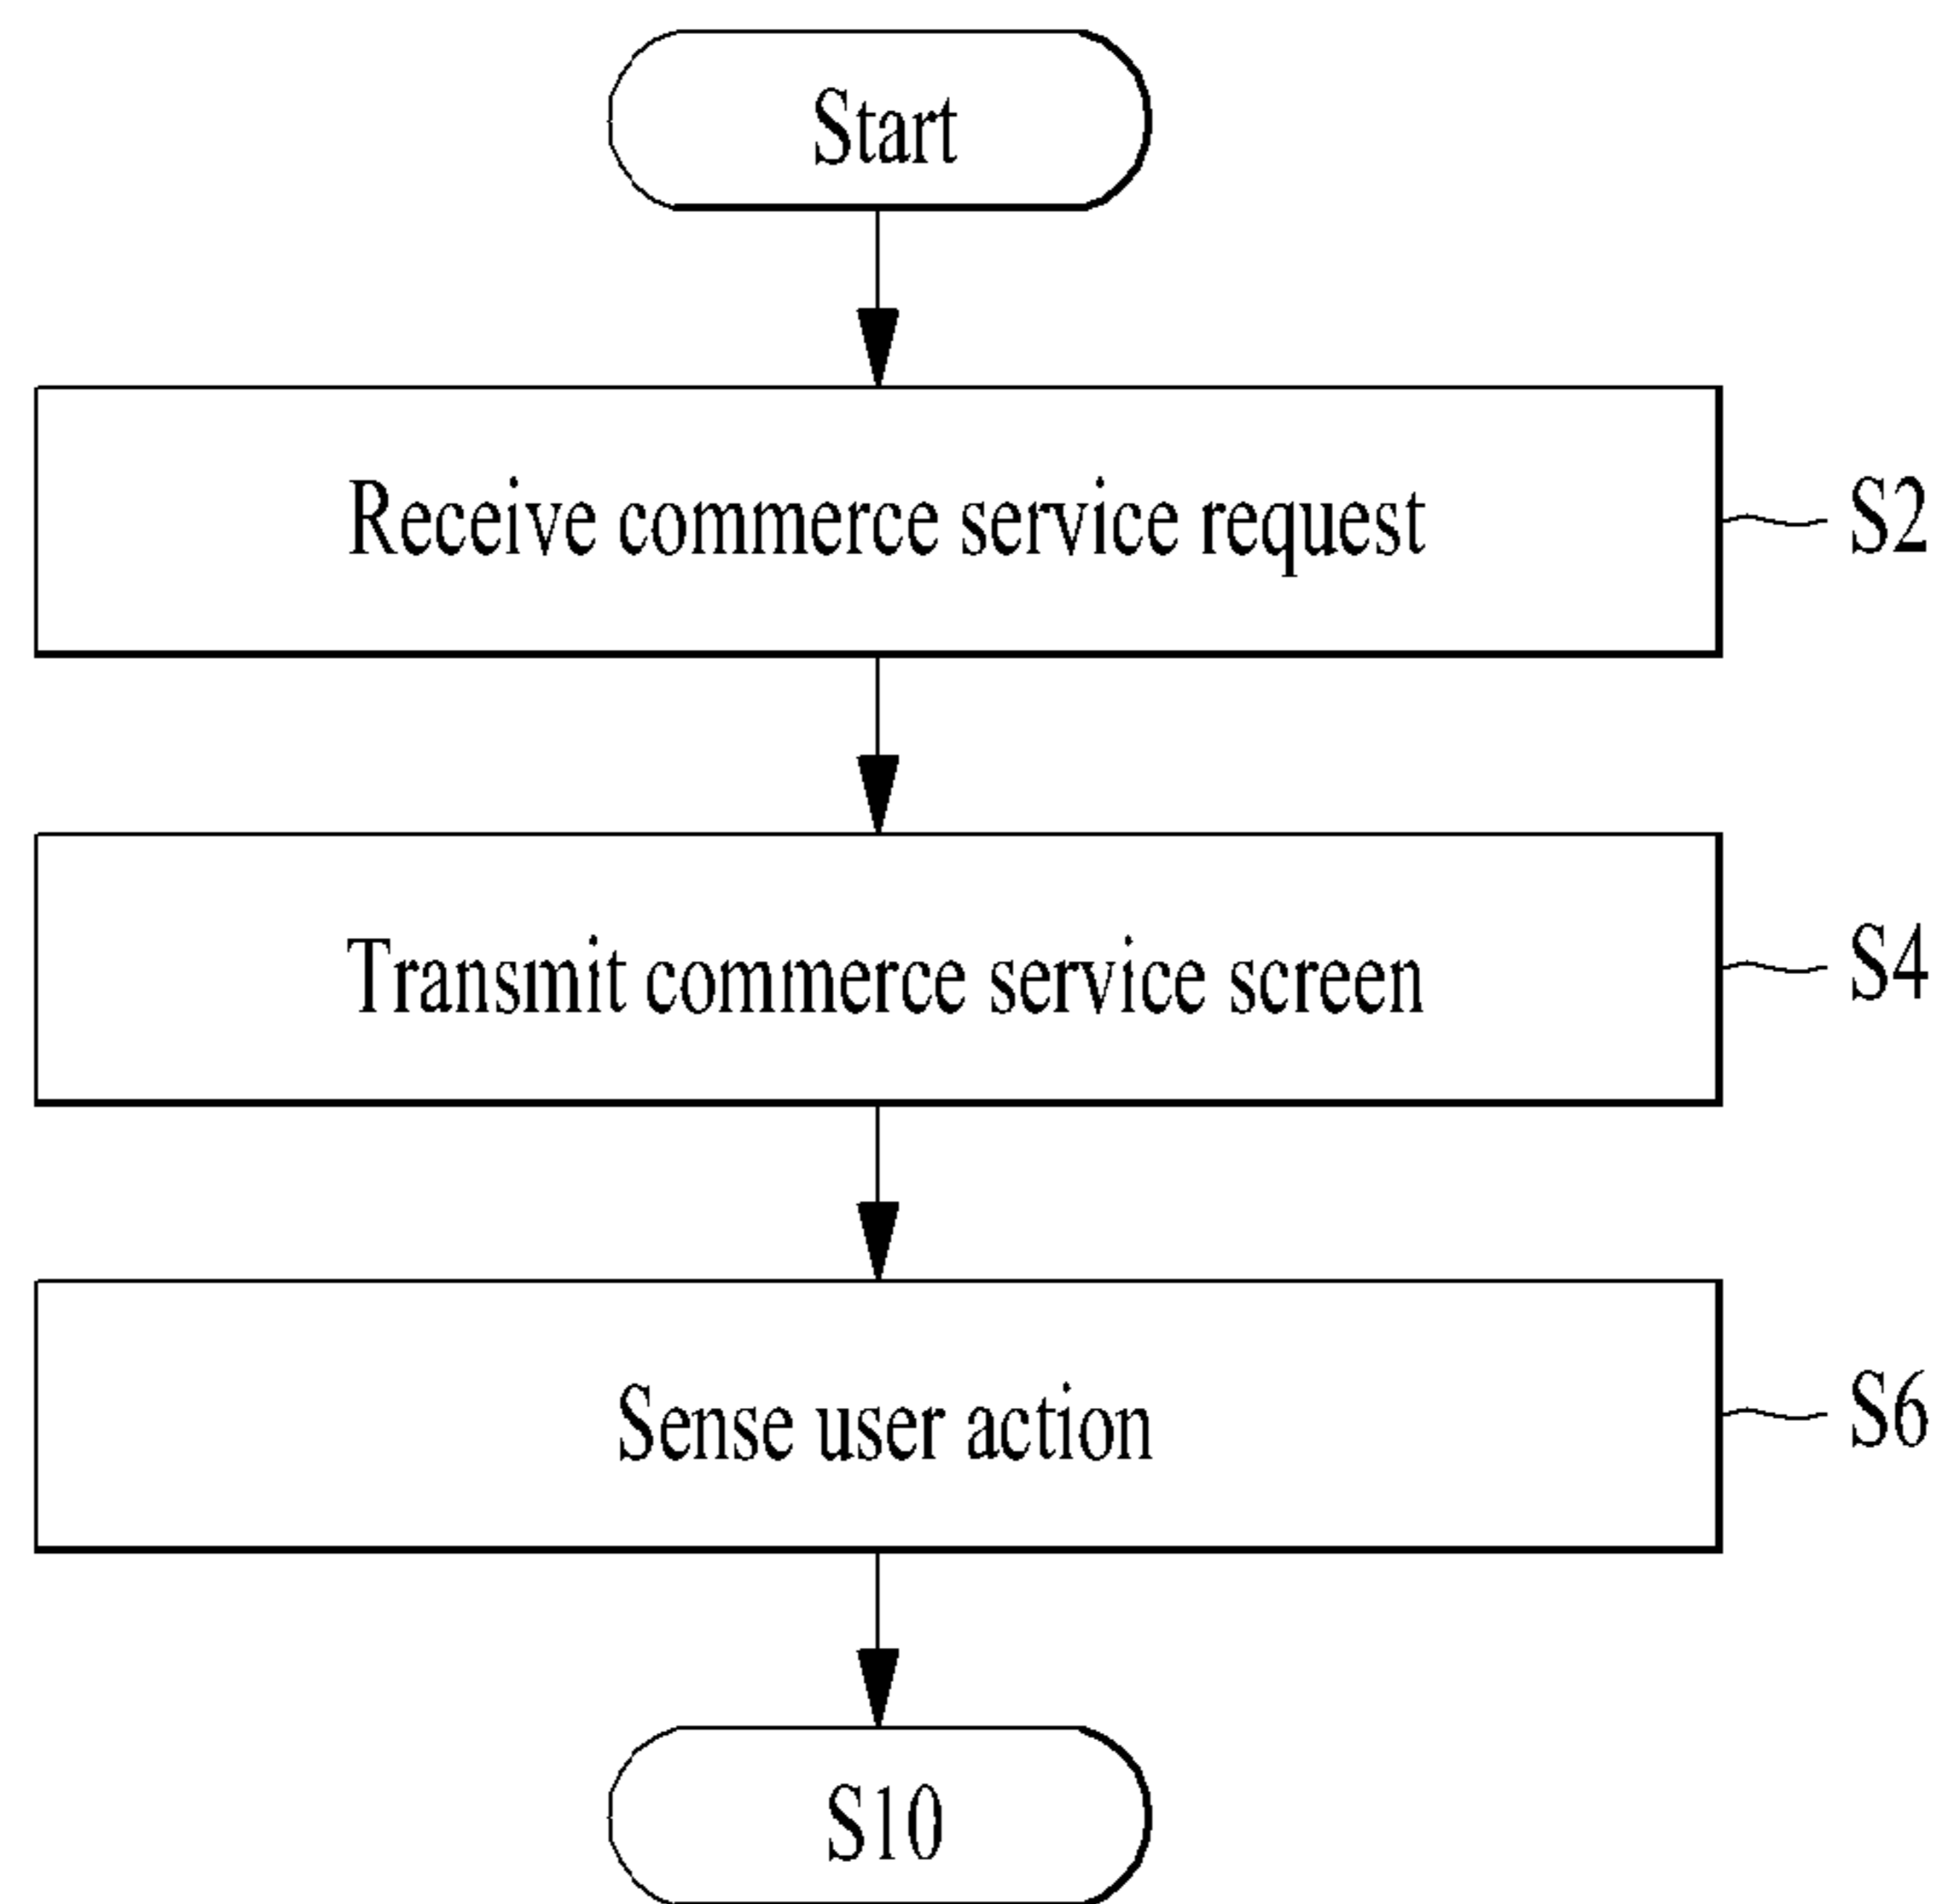 Start
Receive commerce service request
S2
Transmit commerce service screen
S4
Sense user action
S6
S10